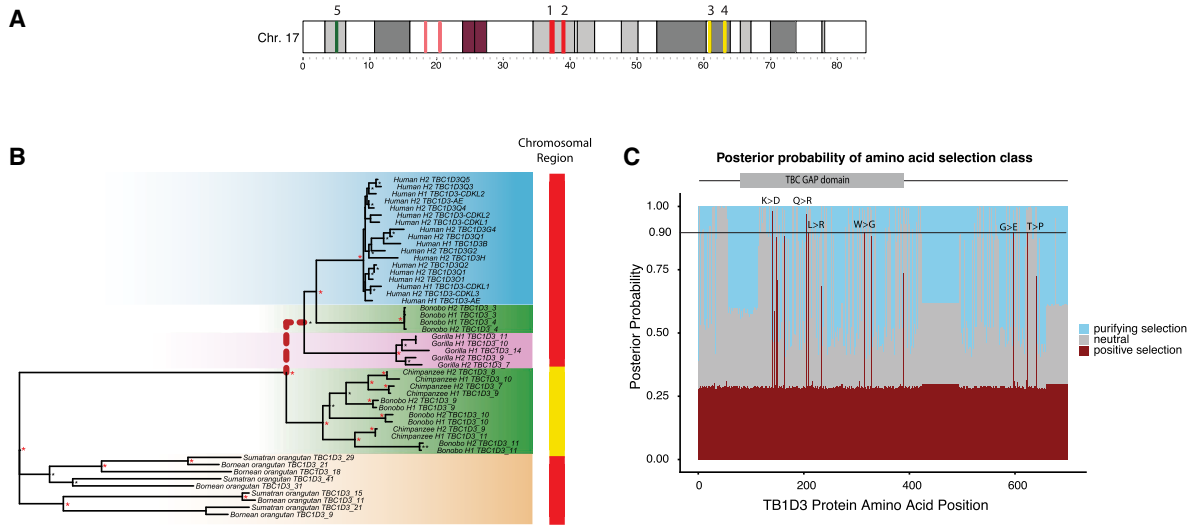 A
5 1 2 3 4
Chr. 17
0 10 20 30 40 50 60 70 80
B
Chromosomal
Region
Human H2 TBC1D3Q5
Human H2 TBC1D3Q3
Human H1 TBC1D3-CDKL2
Human H2 TBC1D3-AE
Human H2 TBC1D3Q4
Human H2 TBC1D3-CDKL2
Human H2 TBC1D3-CDKL1
Human H2 TBC1D3G4
Human H2 TBC1D3Q1
Human H1 TBC1D3B
Human H2 TBC1D3G2
Human H2 TBC1D3H
Human H2 TBC1D3Q2
Human H2 TBC1D3Q1
Human H2 TBC1D3O1
Human H1 TBC1D3-CDKL1
Human H2 TBC1D3-CDKL3
Human H1 TBC1D3-AE
Bonobo H2 TBC1D3_3
Bonobo H1 TBC1D3_3
Bonobo H1 TBC1D3_4
Bonobo H2 TBC1D3_4
Gorilla H1 TBC1D3_11
Gorilla H1 TBC1D3_10
Gorilla H1 TBC1D3_14
Gorilla H2 TBC1D3_9
Gorilla H2 TBC1D3_7
Chimpanzee H2 TBC1D3_8
Chimpanzee H1 TBC1D3_10
Chimpanzee H2 TBC1D3_7
Chimpanzee H1 TBC1D3_9
Bonobo H2 TBC1D3_9
Bonobo H1 TBC1D3_9
Bonobo H2 TBC1D3_10
Bonobo H1 TBC1D3_10
Chimpanzee H2 TBC1D3_9
Chimpanzee H1 TBC1D3_11
Bonobo H2 TBC1D3_11
Bonobo H1 TBC1D3_11
Sumatran orangutan TBC1D3_29
Bornean orangutan TBC1D3_21
Bornean orangutan TBC1D3_18
Sumatran orangutan TBC1D3_41
Bornean orangutan TBC1D3_31
Sumatran orangutan TBC1D3_15
Bornean orangutan TBC1D3_11
Sumatran orangutan TBC1D3_21
Bornean orangutan TBC1D3_9
C
Posterior probability of amino acid selection class
TBC GAP domain
K>D Q>R
L>R W>G G>E T>P
1.00
0.90
0.75
0.50
0.25
0.00
Posterior Probability
0 200 400 600
TB1D3 Protein Amino Acid Position
purifying selection
neutral
positive selection